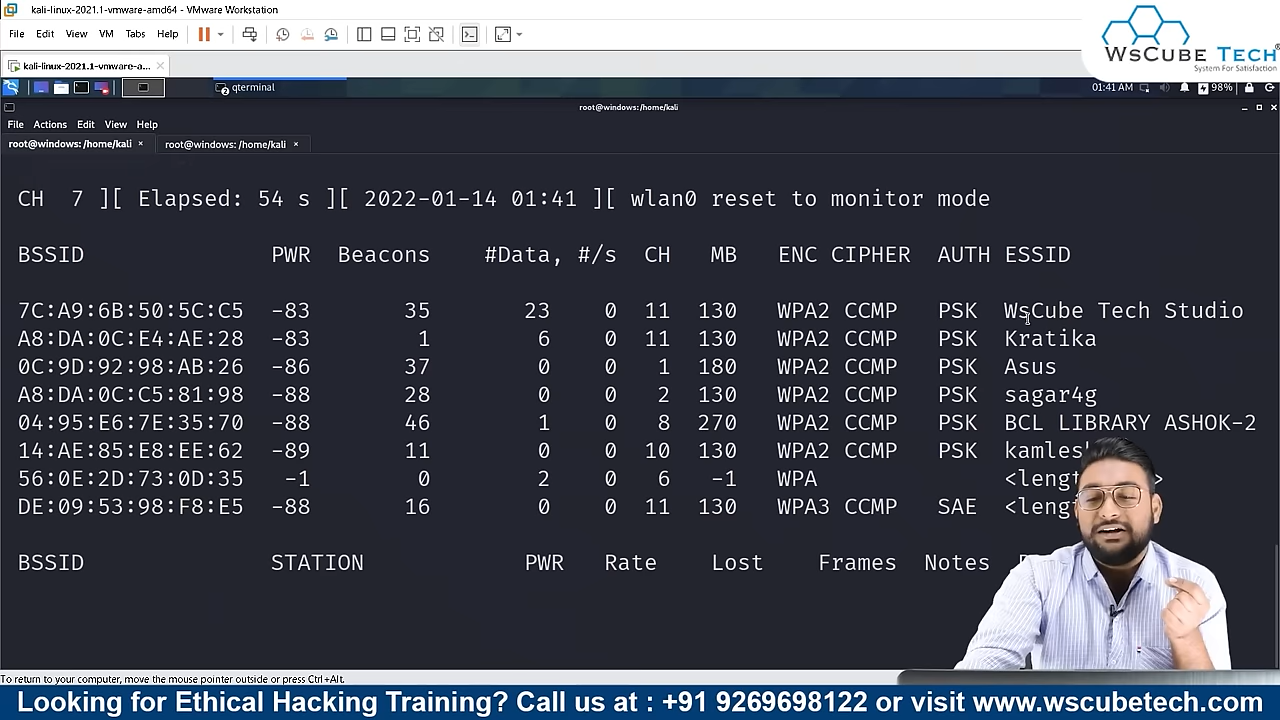 kali-linux-2021.1-vmware-amd64 - VMware Workstation
File Edit View VM Tabs Help
kali-linux-2021.1-vmware-a...
WsCube Tech
System For Satisfaction
qterminal
01:41 AM 98%
root@windows:/home/kali
File Actions Edit View Help
root@windows: /home/kali root@windows: /home/kali
CH 7 ][ Elapsed: 54 s ][ 2022-01-14 01:41 ][ wlan0 reset to monitor mode
BSSID PWR Beacons #Data, #/s CH MB ENC CIPHER AUTH ESSID
7C:A9:6B:50:5C:C5 -83 35 23 0 11 130 WPA2 CCMP PSK WsCube Tech Studio
A8:DA:0C:E4:AE:28 -83 1 6 0 11 130 WPA2 CCMP PSK Kratika
0C:9D:92:98:AB:26 -86 37 0 0 1 180 WPA2 CCMP PSK Asus
A8:DA:0C:C5:81:98 -88 28 0 0 2 130 WPA2 CCMP PSK sagar4g
04:95:E6:7E:35:70 -88 46 1 0 8 270 WPA2 CCMP PSK BCL LIBRARY ASHOK-2
14:AE:85:E8:EE:62 -89 11 0 0 10 130 WPA2 CCMP PSK kamles
56:0E:2D:73:0D:35 -1 0 2 0 6 -1 WPA <leng >
DE:09:53:98:F8:E5 -88 16 0 0 11 130 WPA3 CCMP SAE <leng
BSSID STATION PWR Rate Lost Frames Notes
To return to your computer, move the mouse pointer outside or press Ctrl+Alt.
Looking for Ethical Hacking Training? Call us at : +91 9269698122 or visit www.wscubetech.com